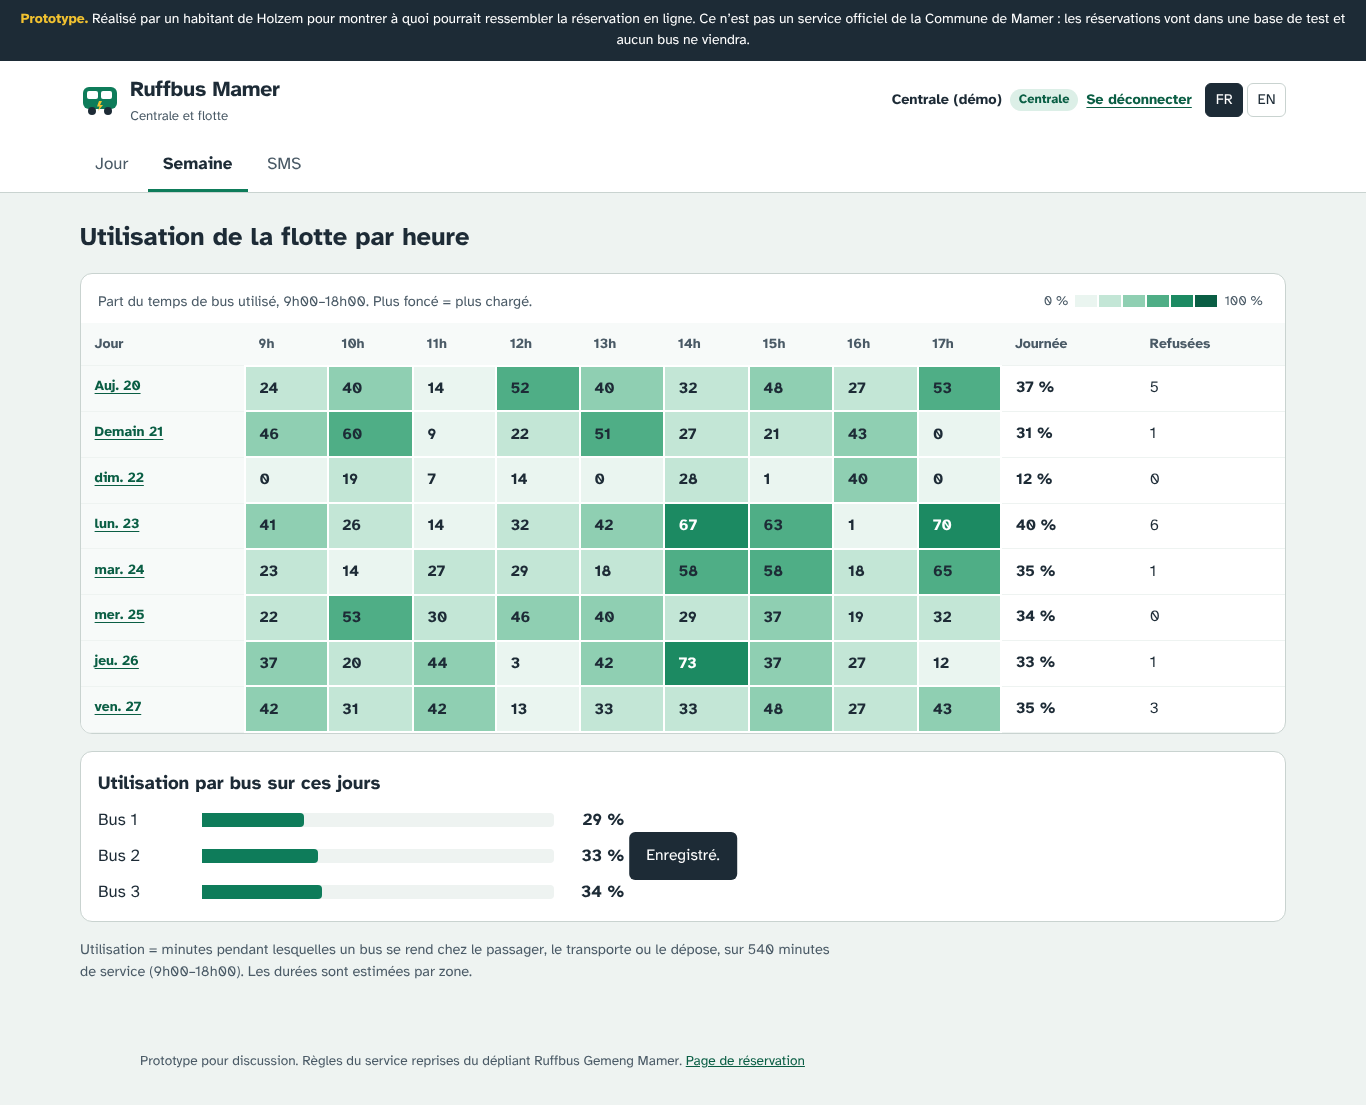 Prototype. Réalisé par un habitant de Holzem pour montrer à quoi pourrait ressembler la réservation en ligne. Ce n’est pas un service officiel de la Commune de Mamer : les réservations vont dans une base de test et
aucun bus ne viendra.
Ruffbus Mamer
Centrale et flotte
Centrale (démo) Centrale Se déconnecter FR EN
Jour Semaine SMS
Utilisation de la flotte par heure
Part du temps de bus utilisé, 9h00–18h00. Plus foncé = plus chargé. 0 % 100 %
Jour 9h 10h 11h 12h 13h 14h 15h 16h 17h Journée Refusées
Auj. 20 24 40 14 52 40 32 48 27 53 37 % 5
Demain 21 46 60 9 22 51 27 21 43 0 31 % 1
dim. 22 0 19 7 14 0 28 1 40 0 12 % 0
lun. 23 41 26 14 32 42 67 63 1 70 40 % 6
mar. 24 23 14 27 29 18 58 58 18 65 35 % 1
mer. 25 22 53 30 46 40 29 37 19 32 34 % 0
jeu. 26 37 20 44 3 42 73 37 27 12 33 % 1
ven. 27 42 31 42 13 33 33 48 27 43 35 % 3
Utilisation par bus sur ces jours
Bus 1 29 %
Bus 2 33 % Enregistré.
Bus 3 34 %
Utilisation = minutes pendant lesquelles un bus se rend chez le passager, le transporte ou le dépose, sur 540 minutes
de service (9h00–18h00). Les durées sont estimées par zone.
Prototype pour discussion. Règles du service reprises du dépliant Ruffbus Gemeng Mamer. Page de réservation